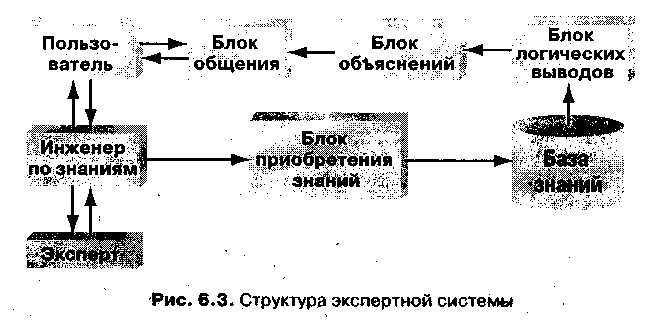 Пользо-
ватель
Блок
общения
Блок
объяснений
Блок
логических
выводов
Инженер
по знаниям
Блок
приобретения
знаний
База
знаний
Эксперт
Рис. 6.3. Структура экспертной системы